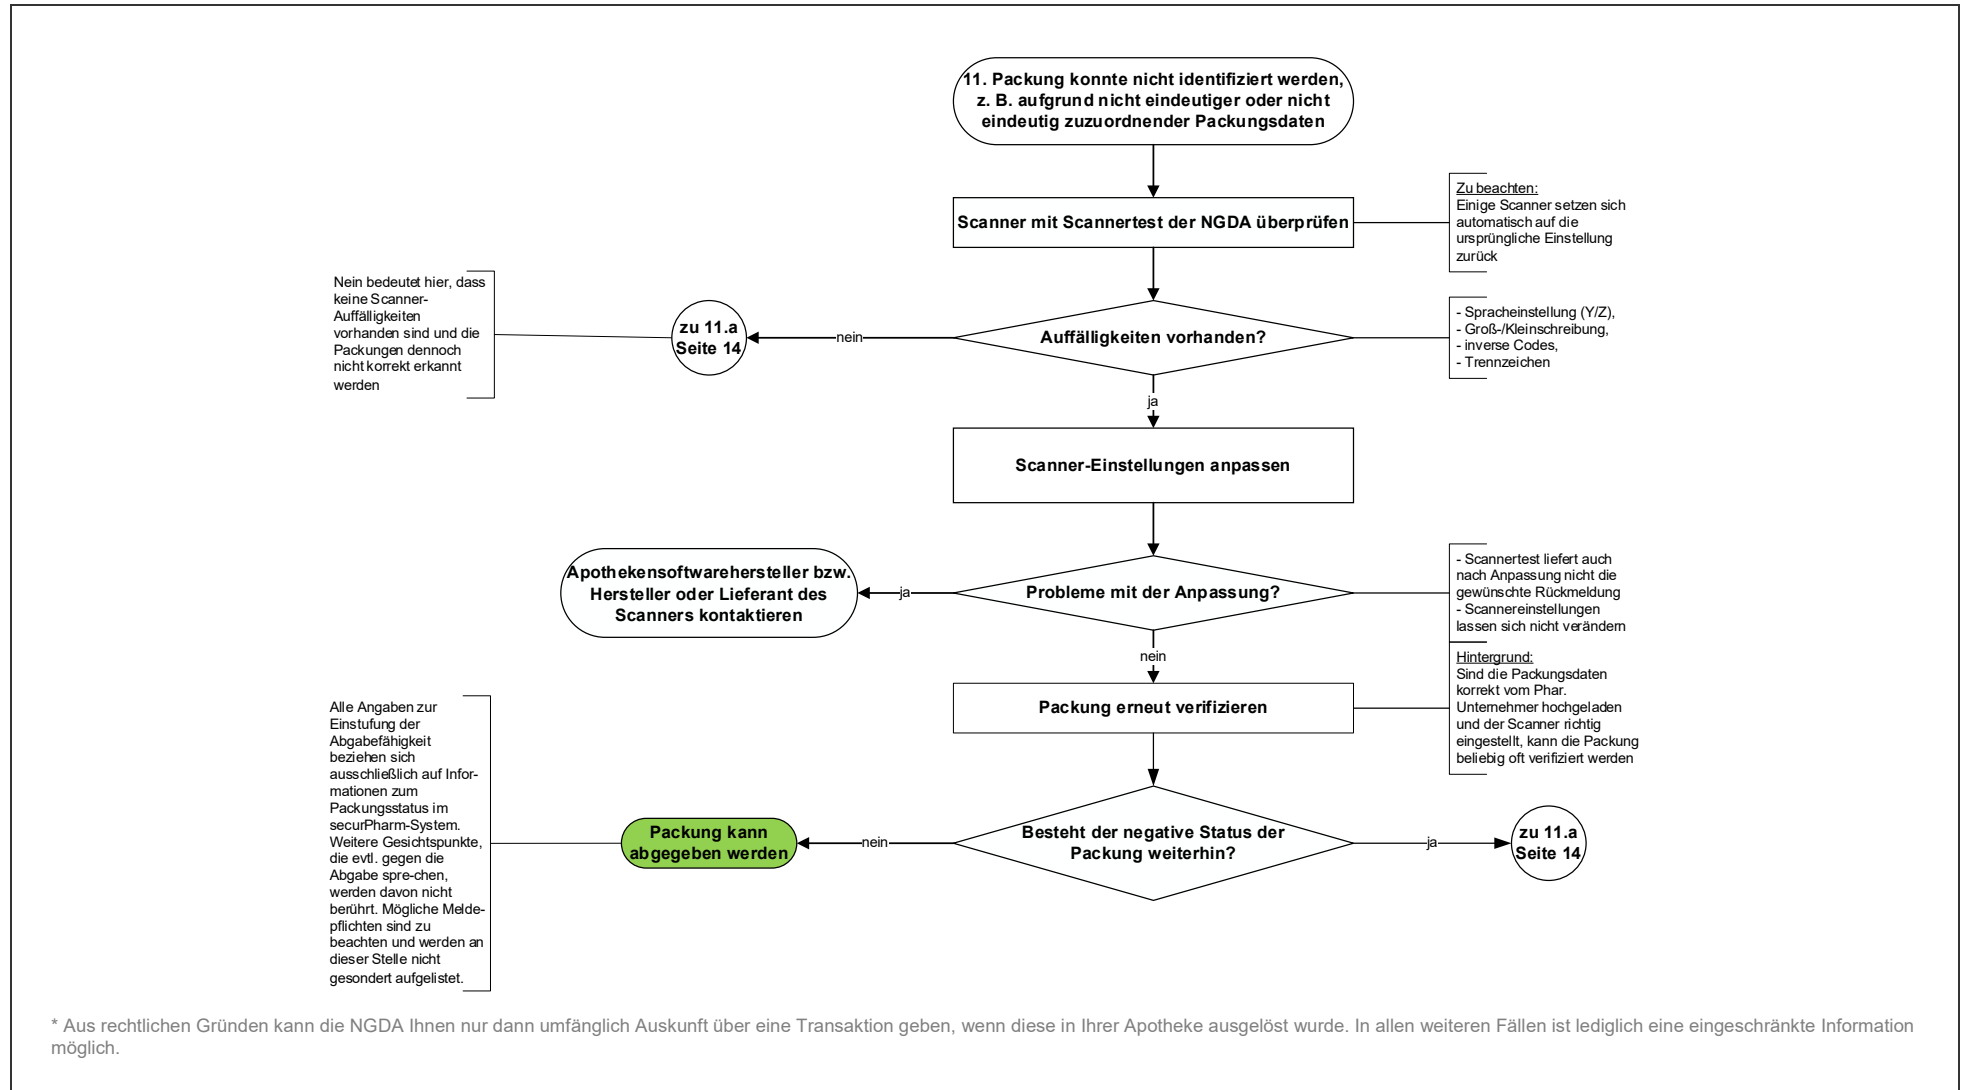 11. Packung konnte nicht identifiziert werden,
z. B. aufgrund nicht eindeutiger oder nicht
eindeutig zuzuordnender Packungsdaten
Scanner mit Scannertest der NGDA überprüfen
Zu beachten:
Einige Scanner setzen sich
automatisch auf die
ursprüngliche Einstellung
zurück
Nein bedeutet hier, dass
keine Scanner-
Auffälligkeiten
vorhanden sind und die
Packungen dennoch
nicht korrekt erkannt
werden
zu 11.a
Seite 14
nein
Auffälligkeiten vorhanden?
- Spracheinstellung (Y/Z),
- Groß-/Kleinschreibung,
- inverse Codes,
- Trennzeichen
ja
Scanner-Einstellungen anpassen
Apothekensoftwarehersteller bzw.
Hersteller oder Lieferant des
Scanners kontaktieren
ja
Probleme mit der Anpassung?
- Scannertest liefert auch
nach Anpassung nicht die
gewünschte Rückmeldung
- Scannereinstellungen
lassen sich nicht verändern
nein
Packung erneut verifizieren
Hintergrund:
Sind die Packungsdaten
korrekt vom Phar.
Unternehmer hochgeladen
und der Scanner richtig
eingestellt, kann die Packung
beliebig oft verifiziert werden
Alle Angaben zur
Einstufung der
Abgabefähigkeit
beziehen sich
ausschließlich auf Infor-
mationen zum
Packungsstatus im
securPharm-System.
Weitere Gesichtspunkte,
die evtl. gegen die
Abgabe spre-chen,
werden davon nicht
berührt. Mögliche Melde-
pflichten sind zu
beachten und werden an
dieser Stelle nicht
gesondert aufgelistet.
Packung kann
abgegeben werden
nein
Besteht der negative Status der
Packung weiterhin?
ja
zu 11.a
Seite 14
* Aus rechtlichen Gründen kann die NGDA Ihnen nur dann umfänglich Auskunft über eine Transaktion geben, wenn diese in Ihrer Apotheke ausgelöst wurde. In allen weiteren Fällen ist lediglich eine eingeschränkte Information
möglich.